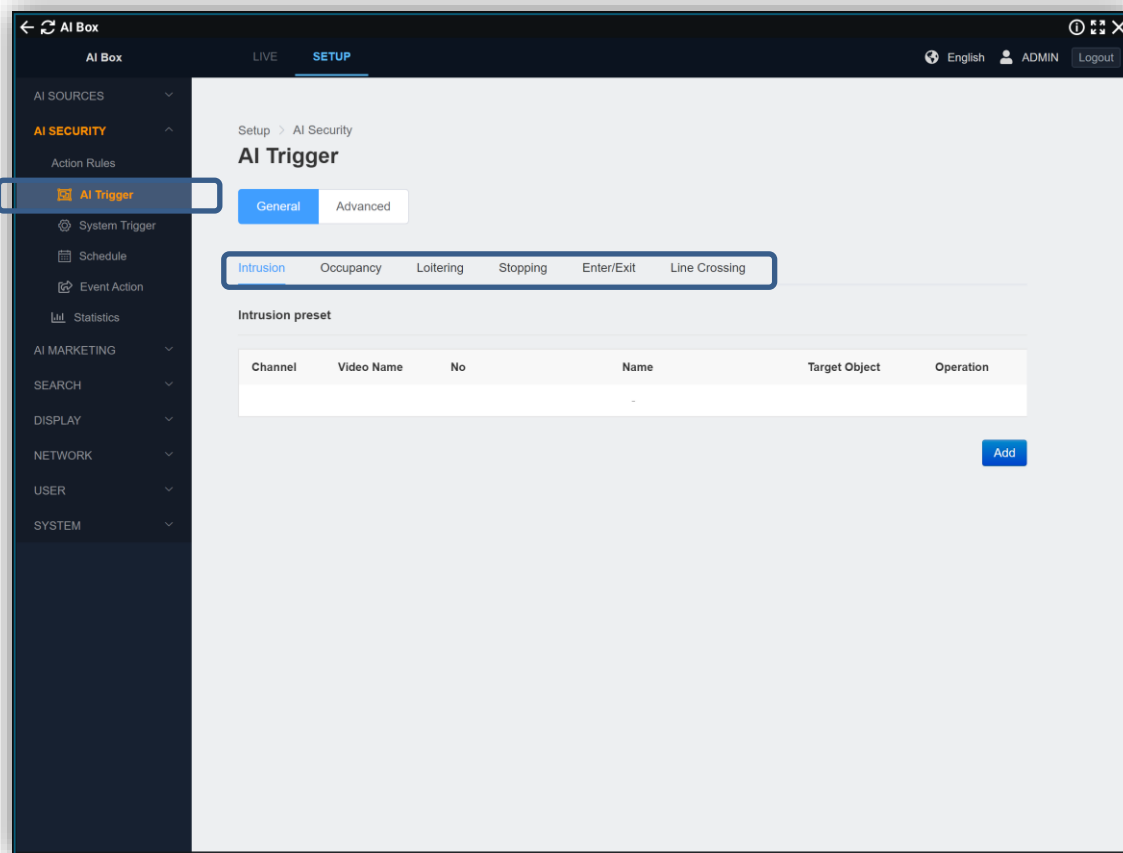 AI Box
AI Box LIVE SETUP English ADMIN Logout
AI SOURCES
AI SECURITY
Action Rules
AI Trigger
System Trigger
Schedule
Event Action
Statistics
AI MARKETING
SEARCH
DISPLAY
NETWORK
USER
SYSTEM
Setup > AI Security
AI Trigger
General Advanced
Intrusion Occupancy Loitering Stopping Enter/Exit Line Crossing
Intrusion preset
Channel Video Name No Name Target Object Operation
-
Add